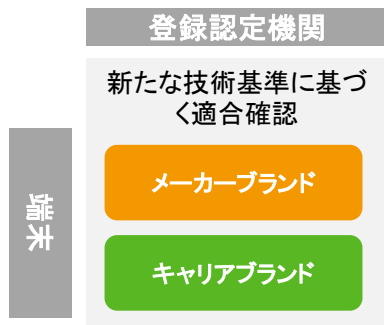 登録認定機関
新たな技術基準に基づ
く適合確認
メーカーブランド
端末
キャリアブランド